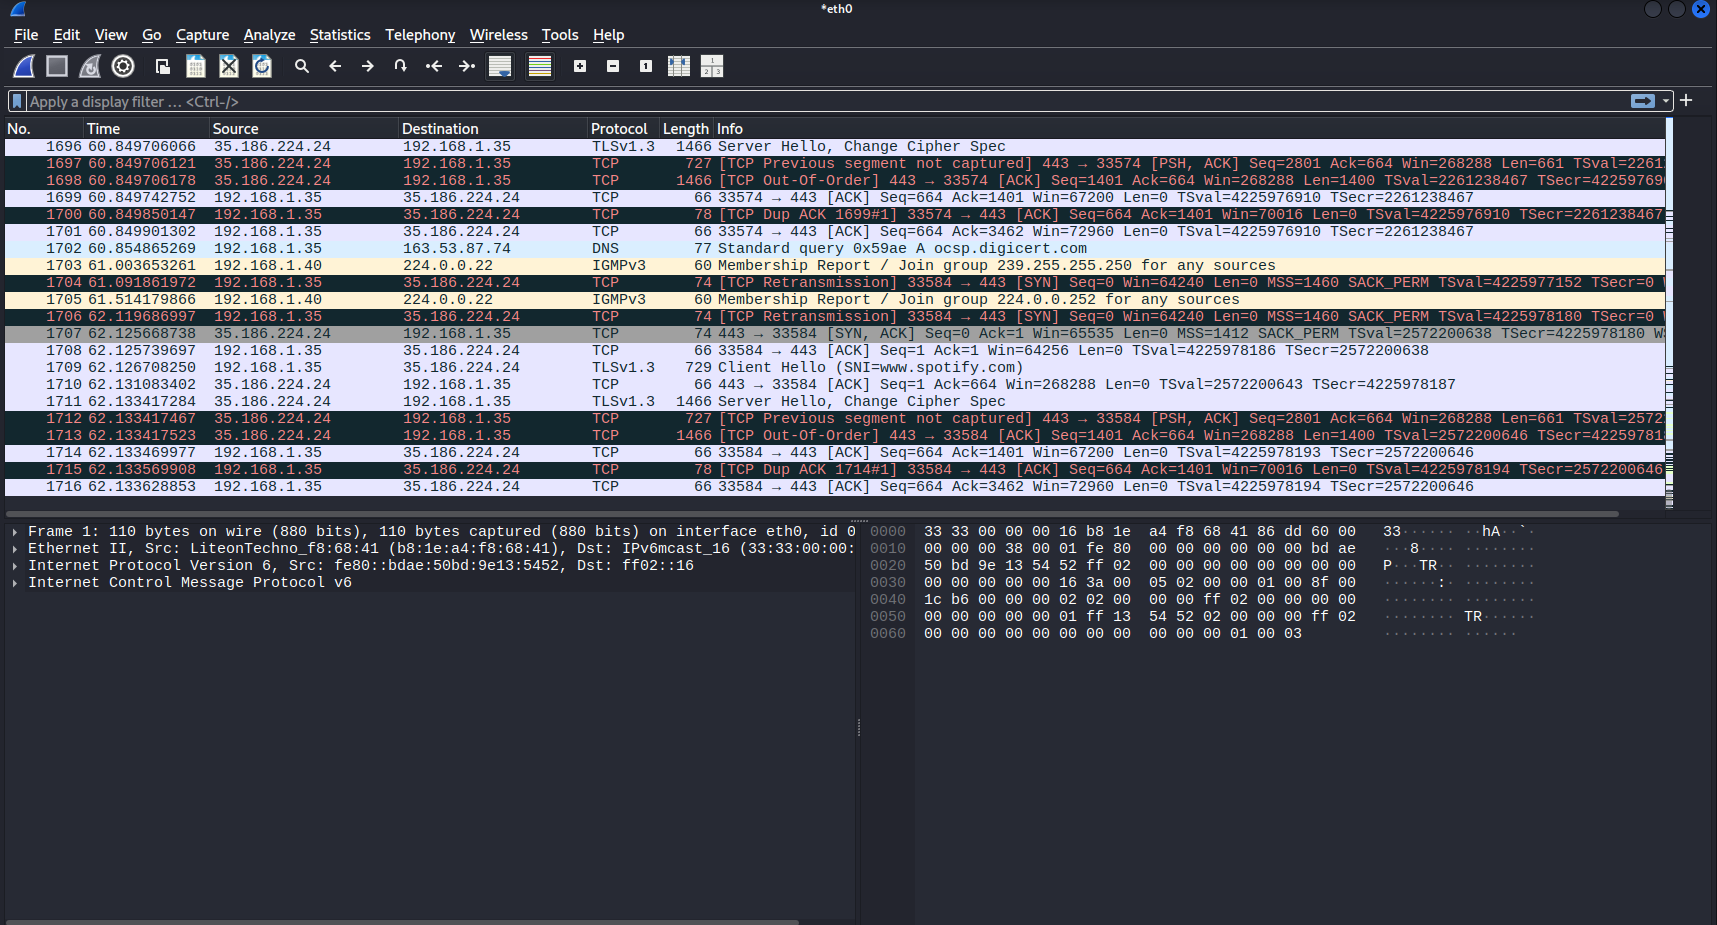 *eth0
File Edit View Go Capture Analyze Statistics Telephony Wireless Tools Help
Apply a display filter … <Ctrl-/>
No. Time Source Destination Protocol Length Info
1696 60.849706066 35.186.224.24 192.168.1.35 TLSv1.3 1466 Server Hello, Change Cipher Spec
1697 60.849706121 35.186.224.24 192.168.1.35 TCP 727 [TCP Previous segment not captured] 443 → 33574 [PSH, ACK] Seq=2801 Ack=664 Win=268288 Len=661 TSval=2261
1698 60.849706178 35.186.224.24 192.168.1.35 TCP 1466 [TCP Out-Of-Order] 443 → 33574 [ACK] Seq=1401 Ack=664 Win=268288 Len=1400 TSval=2261238467 TSecr=42259769
1699 60.849742752 192.168.1.35 35.186.224.24 TCP 66 33574 → 443 [ACK] Seq=664 Ack=1401 Win=67200 Len=0 TSval=4225976910 TSecr=2261238467
1700 60.849850147 192.168.1.35 35.186.224.24 TCP 78 [TCP Dup ACK 1699#1] 33574 → 443 [ACK] Seq=664 Ack=1401 Win=70016 Len=0 TSval=4225976910 TSecr=2261238467
1701 60.849901302 192.168.1.35 35.186.224.24 TCP 66 33574 → 443 [ACK] Seq=664 Ack=3462 Win=72960 Len=0 TSval=4225976910 TSecr=2261238467
1702 60.854865269 192.168.1.35 163.53.87.74 DNS 77 Standard query 0x59ae A ocsp.digicert.com
1703 61.003653261 192.168.1.40 224.0.0.22 IGMPv3 60 Membership Report / Join group 239.255.255.250 for any sources
1704 61.091861972 192.168.1.35 35.186.224.24 TCP 74 [TCP Retransmission] 33584 → 443 [SYN] Seq=0 Win=64240 Len=0 MSS=1460 SACK_PERM TSval=4225977152 TSecr=0
1705 61.514179866 192.168.1.40 224.0.0.22 IGMPv3 60 Membership Report / Join group 224.0.0.252 for any sources
1706 62.119686997 192.168.1.35 35.186.224.24 TCP 74 [TCP Retransmission] 33584 → 443 [SYN] Seq=0 Win=64240 Len=0 MSS=1460 SACK_PERM TSval=4225978180 TSecr=0
1707 62.125668738 35.186.224.24 192.168.1.35 TCP 74 443 → 33584 [SYN, ACK] Seq=0 Ack=1 Win=65535 Len=0 MSS=1412 SACK_PERM TSval=2572200638 TSecr=4225978180 W
1708 62.125739697 192.168.1.35 35.186.224.24 TCP 66 33584 → 443 [ACK] Seq=1 Ack=1 Win=64256 Len=0 TSval=4225978186 TSecr=2572200638
1709 62.126708250 192.168.1.35 35.186.224.24 TLSv1.3 729 Client Hello (SNI=www.spotify.com)
1710 62.131083402 35.186.224.24 192.168.1.35 TCP 66 443 → 33584 [ACK] Seq=1 Ack=664 Win=268288 Len=0 TSval=2572200643 TSecr=4225978187
1711 62.133417284 35.186.224.24 192.168.1.35 TLSv1.3 1466 Server Hello, Change Cipher Spec
1712 62.133417467 35.186.224.24 192.168.1.35 TCP 727 [TCP Previous segment not captured] 443 → 33584 [PSH, ACK] Seq=2801 Ack=664 Win=268288 Len=661 TSval=2572
1713 62.133417523 35.186.224.24 192.168.1.35 TCP 1466 [TCP Out-Of-Order] 443 → 33584 [ACK] Seq=1401 Ack=664 Win=268288 Len=1400 TSval=2572200646 TSecr=42259781
1714 62.133469977 192.168.1.35 35.186.224.24 TCP 66 33584 → 443 [ACK] Seq=664 Ack=1401 Win=67200 Len=0 TSval=4225978193 TSecr=2572200646
1715 62.133569908 192.168.1.35 35.186.224.24 TCP 78 [TCP Dup ACK 1714#1] 33584 → 443 [ACK] Seq=664 Ack=1401 Win=70016 Len=0 TSval=4225978194 TSecr=2572200646
1716 62.133628853 192.168.1.35 35.186.224.24 TCP 66 33584 → 443 [ACK] Seq=664 Ack=3462 Win=72960 Len=0 TSval=4225978194 TSecr=2572200646
Frame 1: 110 bytes on wire (880 bits), 110 bytes captured (880 bits) on interface eth0, id 0
Ethernet II, Src: LiteonTechno_f8:68:41 (b8:1e:a4:f8:68:41), Dst: IPv6mcast_16 (33:33:00:00:
Internet Protocol Version 6, Src: fe80::bdae:50bd:9e13:5452, Dst: ff02::16
Internet Control Message Protocol v6
0000 33 33 00 00 00 16 b8 1e a4 f8 68 41 86 dd 60 00 33······ ··hA··`·
0010 00 00 00 38 00 01 fe 80 00 00 00 00 00 00 bd ae ···8···· ········
0020 50 bd 9e 13 54 52 ff 02 00 00 00 00 00 00 00 00 P···TR·· ········
0030 00 00 00 00 00 16 3a 00 05 02 00 00 01 00 8f 00 ······:· ········
0040 1c b6 00 00 00 02 02 00 00 00 ff 02 00 00 00 00 ········ ········
0050 00 00 00 00 00 01 ff 13 54 52 02 00 00 00 ff 02 ········ TR······
0060 00 00 00 00 00 00 00 00 00 00 00 01 00 03 ········ ······